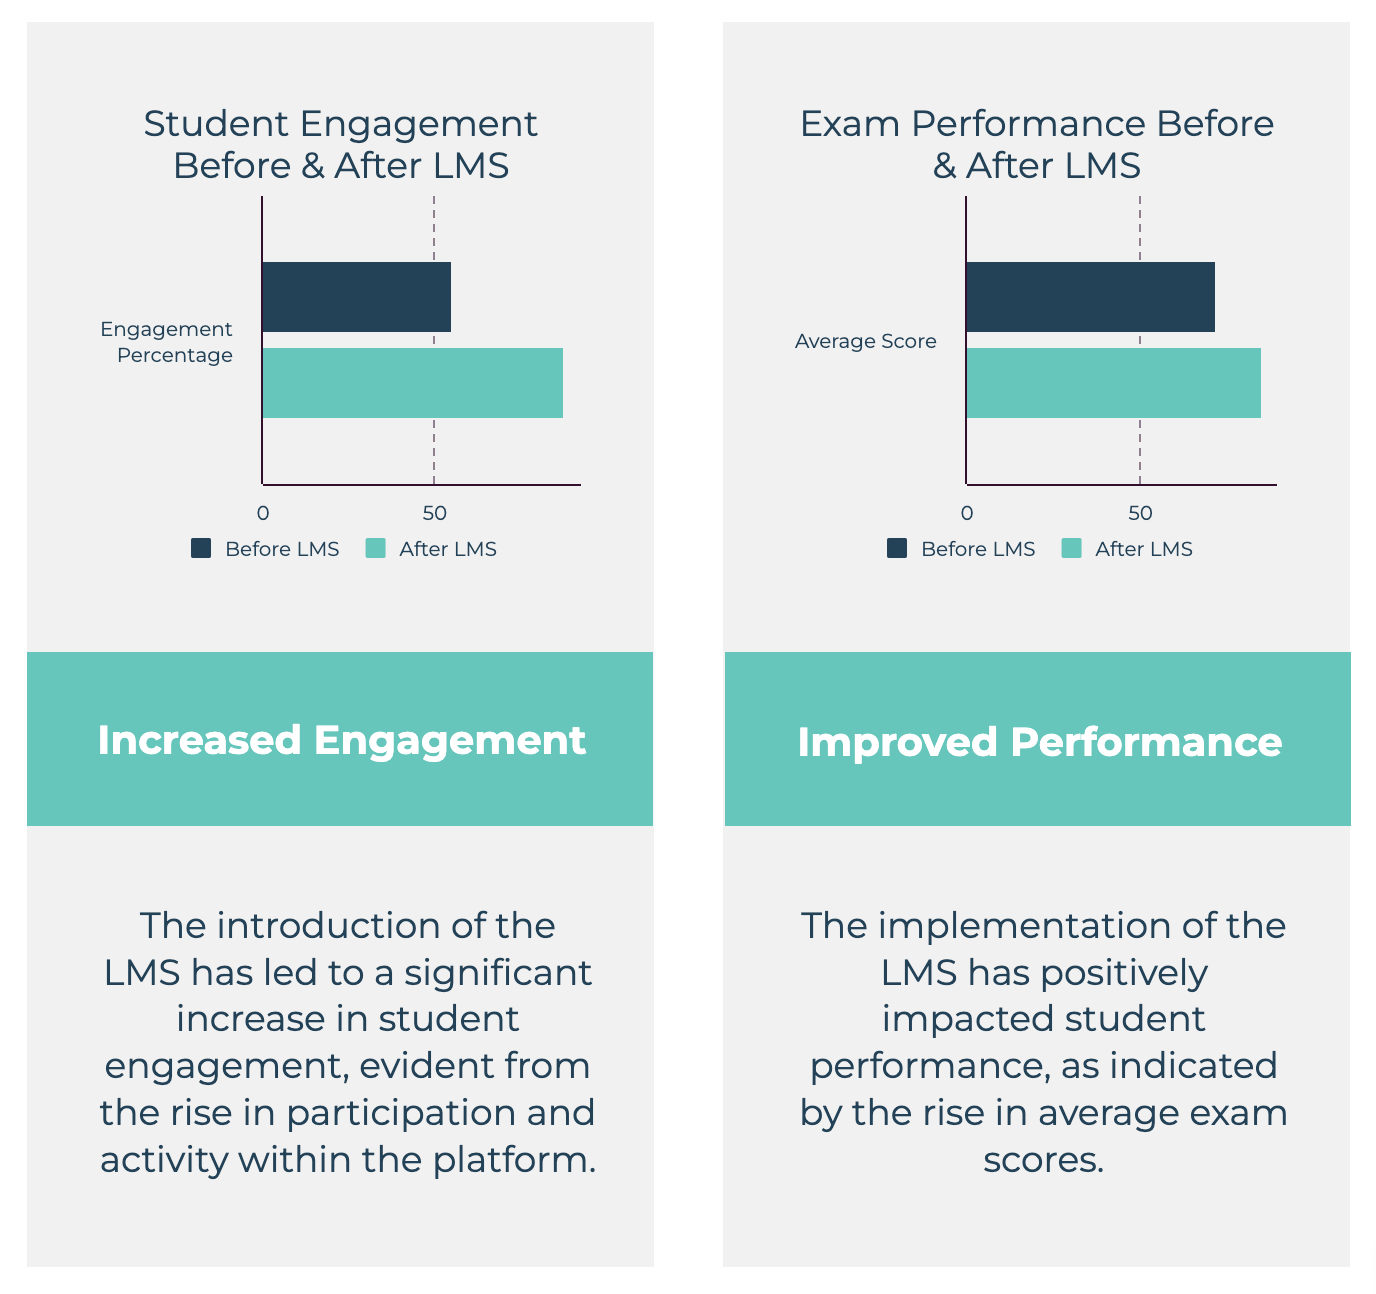 Student Engagement
Before & After LMS
Engagement
Percentage
0
50
Before LMS
After LMS
Increased Engagement
The introduction of the
LMS has led to a significant
increase in student
engagement, evident from
the rise in participation and
activity within the platform.
Exam Performance Before
& After LMS
Average Score
0
50
Before LMS
After LMS
Improved Performance
The implementation of the
LMS has positively
impacted student
performance, as indicated
by the rise in average exam
scores.